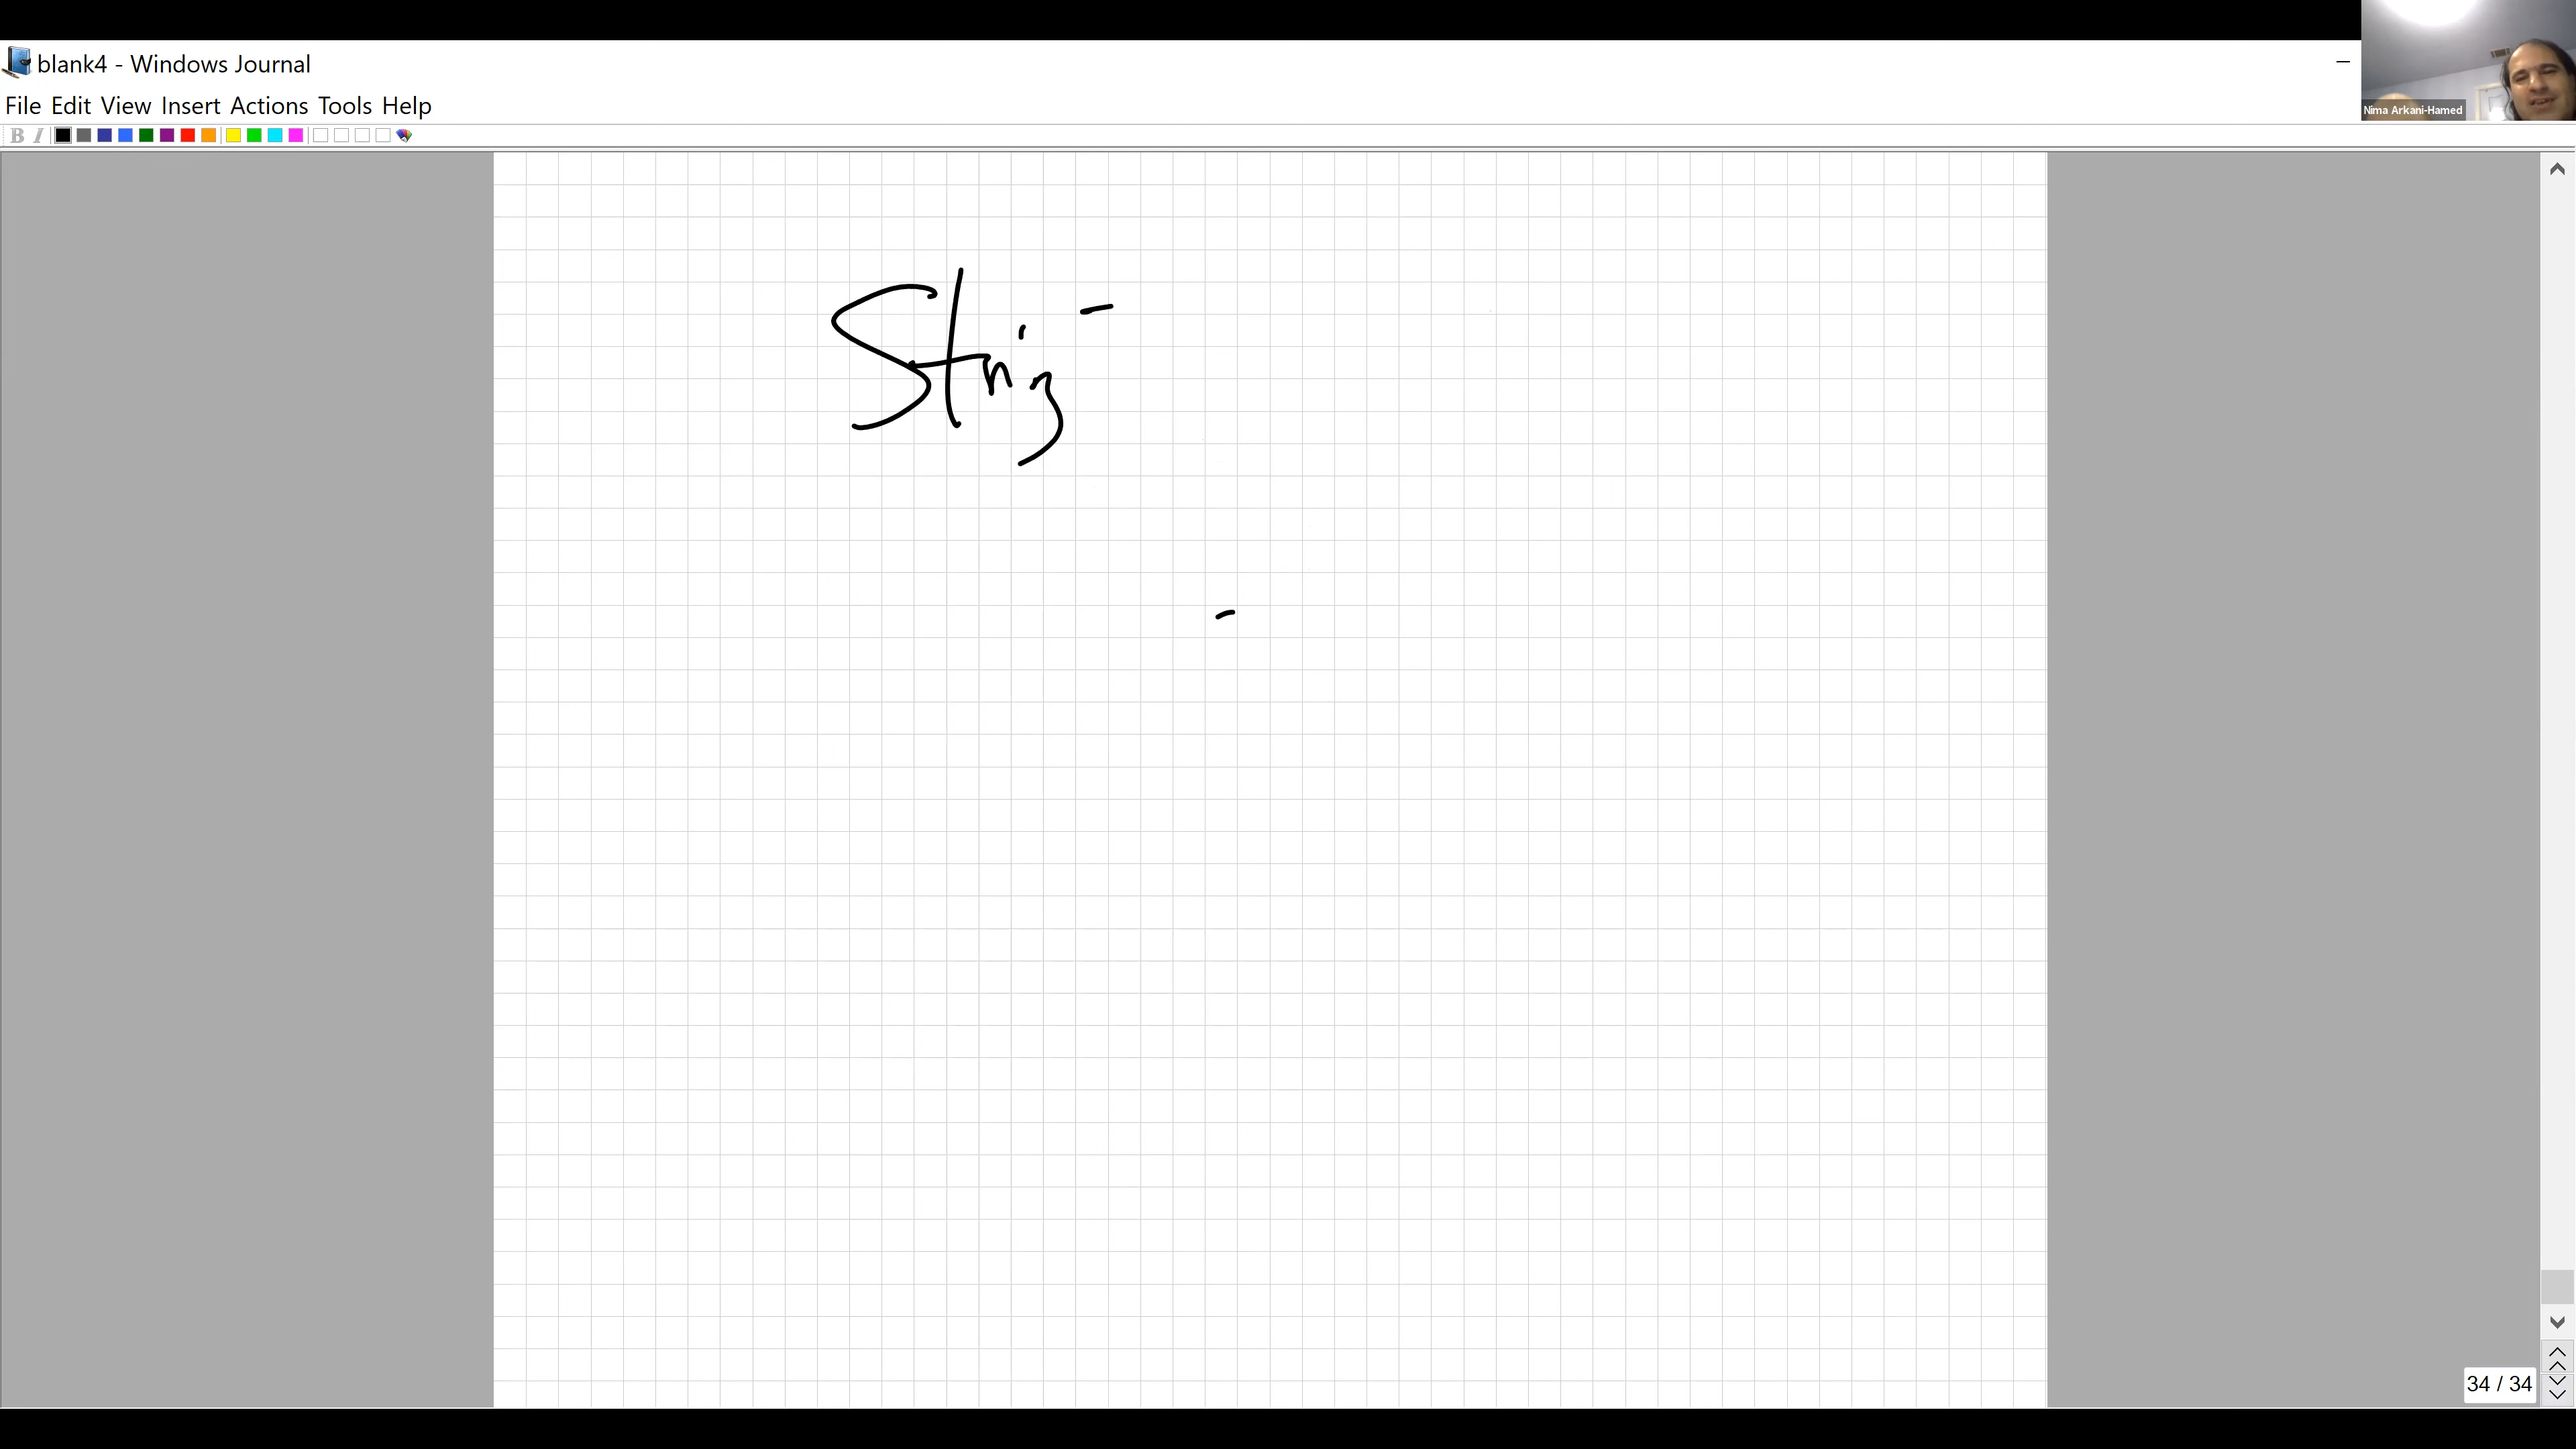 blank4 - Windows Journal
Nima Arkani-Hamed
File Edit View Insert Actions Tools Help
B I
String
34 / 34